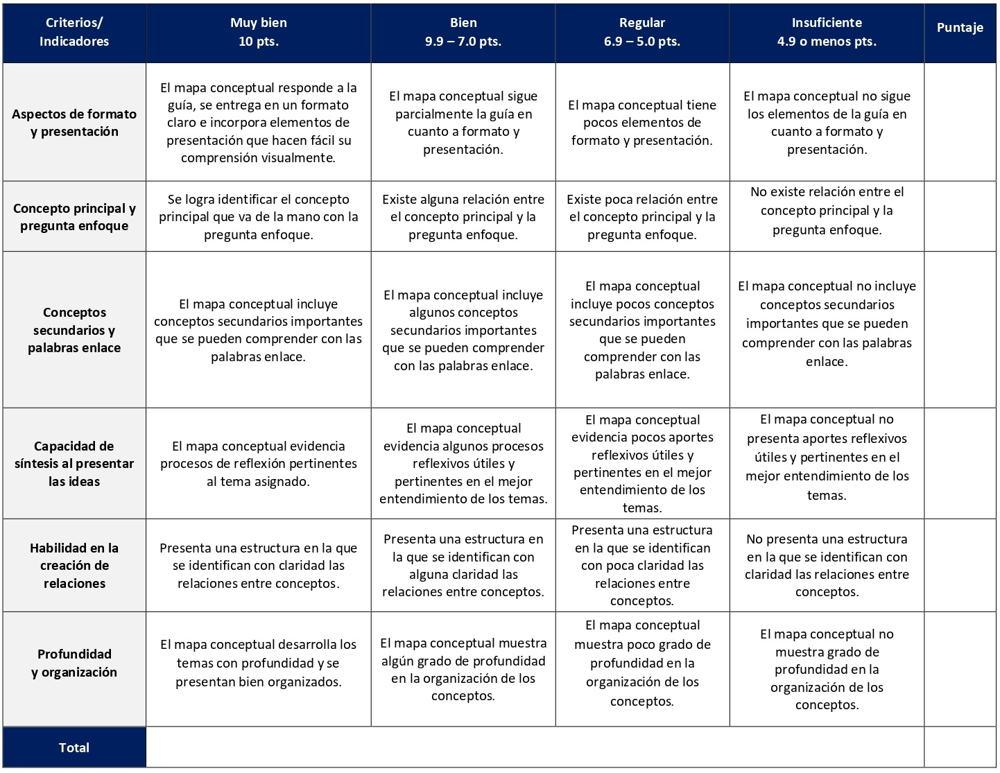 Criterios/
Indicadores
Muy bien
10 pts.
Bien
9.9 – 7.0 pts.
Regular
6.9 – 5.0 pts.
Insuficiente
4.9 o menos pts.
Puntaje
Aspectos de formato
y presentación
El mapa conceptual responde a la
guía, se entrega en un formato
claro e incorpora elementos de
presentación que hacen fácil su
comprensión visualmente.
El mapa conceptual sigue
parcialmente la guía en
cuanto a formato y
presentación.
El mapa conceptual tiene
pocos elementos de
formato y presentación.
El mapa conceptual no sigue
los elementos de la guía en
cuanto a formato y
presentación.
Concepto principal y
pregunta enfoque
Se logra identificar el concepto
principal que va de la mano con la
pregunta enfoque.
Existe alguna relación entre
el concepto principal y la
pregunta enfoque.
Existe poca relación entre
el concepto principal y la
pregunta enfoque.
No existe relación entre el
concepto principal y la
pregunta enfoque.
Conceptos
secundarios y
palabras enlace
El mapa conceptual incluye
conceptos secundarios importantes
que se pueden comprender con las
palabras enlace.
El mapa conceptual incluye
algunos conceptos
secundarios importantes
que se pueden comprender
con las palabras enlace.
El mapa conceptual
incluye pocos conceptos
secundarios importantes
que se pueden
comprender con las
palabras enlace.
El mapa conceptual no incluye
conceptos secundarios
importantes que se pueden
comprender con las palabras
enlace.
Capacidad de
síntesis al presentar
las ideas
El mapa conceptual evidencia
procesos de reflexión pertinentes
al tema asignado.
El mapa conceptual
evidencia algunos procesos
reflexivos útiles y
pertinentes en el mejor
entendimiento de los temas.
El mapa conceptual
evidencia pocos aportes
reflexivos útiles y
pertinentes en el mejor
entendimiento de los
temas.
El mapa conceptual no
presenta aportes reflexivos
útiles y pertinentes en el
mejor entendimiento de los
temas.
Habilidad en la
creación de
relaciones
Presenta una estructura en la que
se identifican con claridad las
relaciones entre conceptos.
Presenta una estructura en
la que se identifican con
alguna claridad las
relaciones entre conceptos.
Presenta una estructura
en la que se identifican
con poca claridad las
relaciones entre
conceptos.
No presenta una estructura
en la que se identifican con
claridad las relaciones entre
conceptos.
Profundidad
y organización
El mapa conceptual desarrolla los
temas con profundidad y se
presentan bien organizados.
El mapa conceptual muestra
algún grado de profundidad
en la organización de los
conceptos.
El mapa conceptual
muestra poco grado de
profundidad en la
organización de los
conceptos.
El mapa conceptual no
muestra grado de
profundidad en la
organización de los
conceptos.
Total